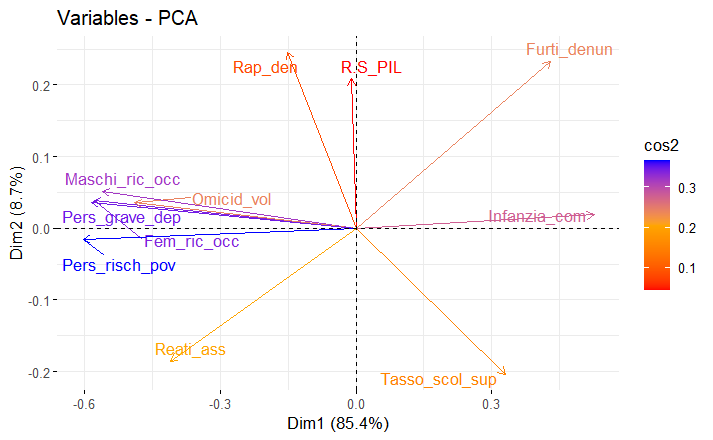 Variables - PCA
Furti_denun
Rap_den
R.S_PIL
0.2
cos2
0.1
Maschi_ric_occ
Omicid_vol
0.3
Pers_grave_dep
Infanzia_com
0.0
0.2
Fem_ric_occ
Pers_risch_pov
0.1
-0.1
Reati_ass
-0.2
Tasso_scol_sup
-0.6
-0.3
0.0
0.3
Dim1 (85.4%)
Dim2 (8.7%)